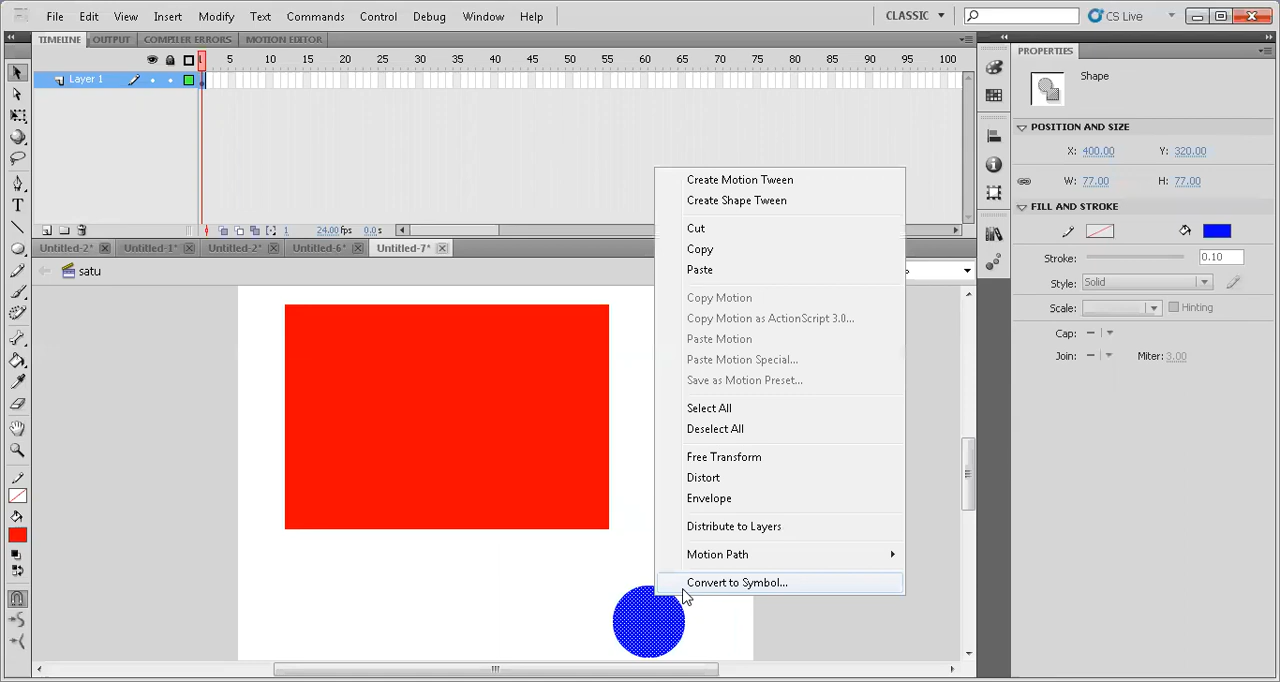 File Edit View Insert Modify Text Commands Control Debug Window Help CLASSIC CS Live
TIMELINE OUTPUT COMPILER ERRORS MOTION EDITOR
5 10 15 20 25 30 35 40 45 50 55 60 65 70 75 80 85 90 95 100
Layer 1
1 24.00 fps 0.0 s
Untitled-2* Untitled-1* Untitled-2* Untitled-6* Untitled-7*
satu
Create Motion Tween
Create Shape Tween
Cut
Copy
Paste
Copy Motion
Copy Motion as ActionScript 3.0...
Paste Motion
Paste Motion Special...
Save as Motion Preset...
Select All
Deselect All
Free Transform
Distort
Envelope
Distribute to Layers
Motion Path
Convert to Symbol...
PROPERTIES
Shape
POSITION AND SIZE
X: 400.00 Y: 320.00
W: 77.00 H: 77.00
FILL AND STROKE
Stroke: 0.10
Style: Solid
Scale: Hinting
Cap:
Join: Miter: 3.00